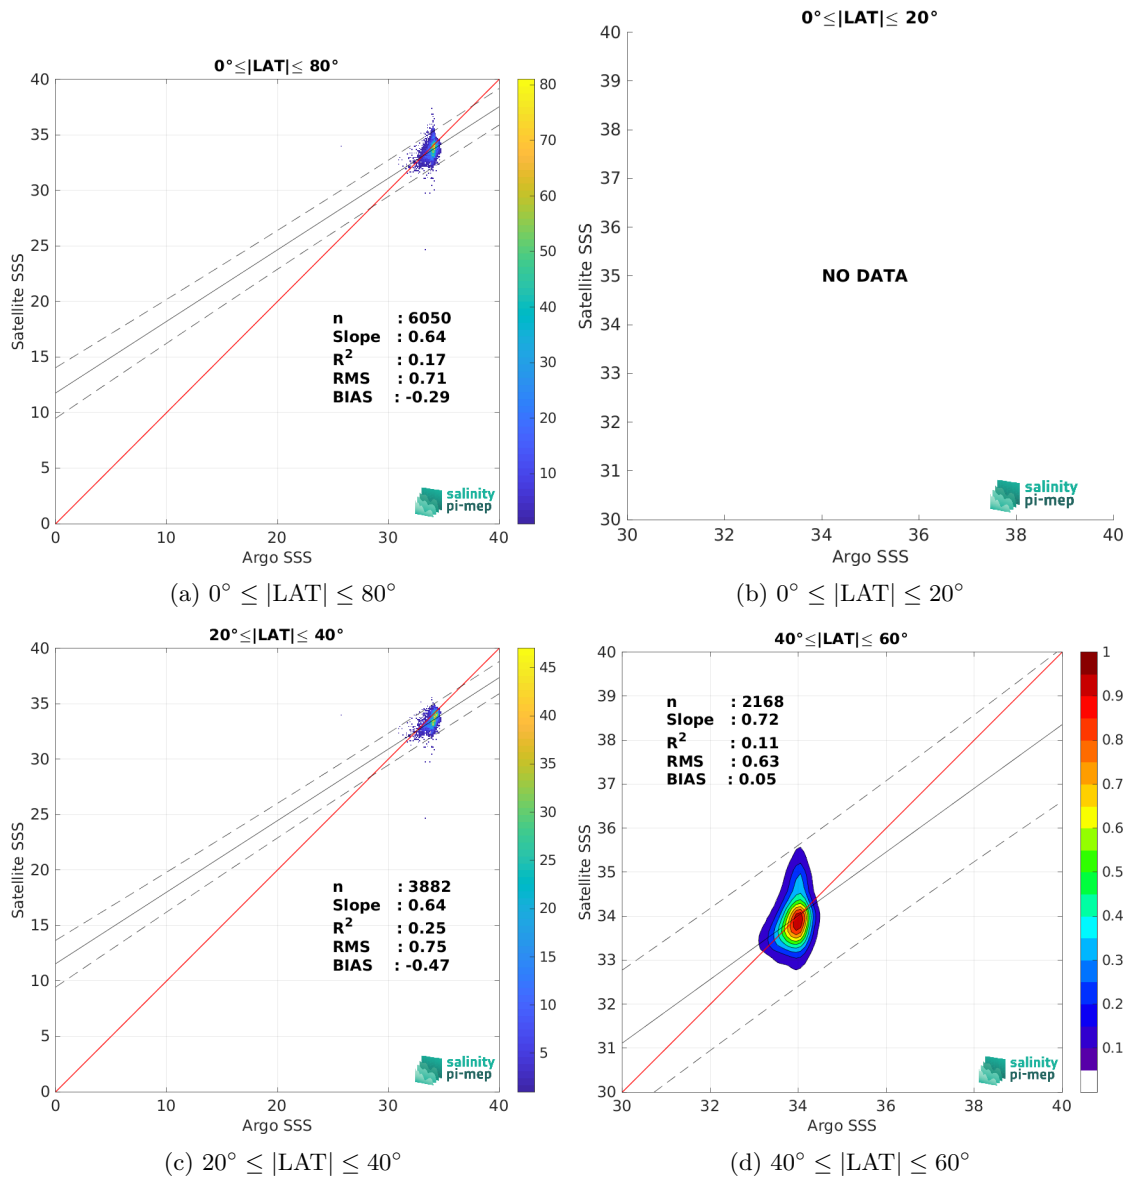 0°≤|LAT|≤ 80°
40
35
30
25
20
15
10
5
0
0
10
20
30
40
Satellite SSS
Argo SSS
n : 6050
Slope : 0.64
R² : 0.17
RMS : 0.71
BIAS : -0.29
salinity
pi-mep
80
70
60
50
40
30
20
10
(a) 0° ≤ |LAT| ≤ 80°
0°≤|LAT|≤ 20°
40
39
38
37
36
35
34
33
32
31
30
30
32
34
36
38
40
Satellite SSS
Argo SSS
NO DATA
salinity
pi-mep
(b) 0° ≤ |LAT| ≤ 20°
20°≤|LAT|≤ 40°
40
35
30
25
20
15
10
5
0
0
10
20
30
40
Satellite SSS
Argo SSS
n : 3882
Slope : 0.64
R² : 0.25
RMS : 0.75
BIAS : -0.47
salinity
pi-mep
45
40
35
30
25
20
15
10
5
(c) 20° ≤ |LAT| ≤ 40°
40°≤|LAT|≤ 60°
40
39
38
37
36
35
34
33
32
31
30
30
32
34
36
38
40
Satellite SSS
Argo SSS
n : 2168
Slope : 0.72
R² : 0.11
RMS : 0.63
BIAS : 0.05
salinity
pi-mep
1
0.9
0.8
0.7
0.6
0.5
0.4
0.3
0.2
0.1
(d) 40° ≤ |LAT| ≤ 60°